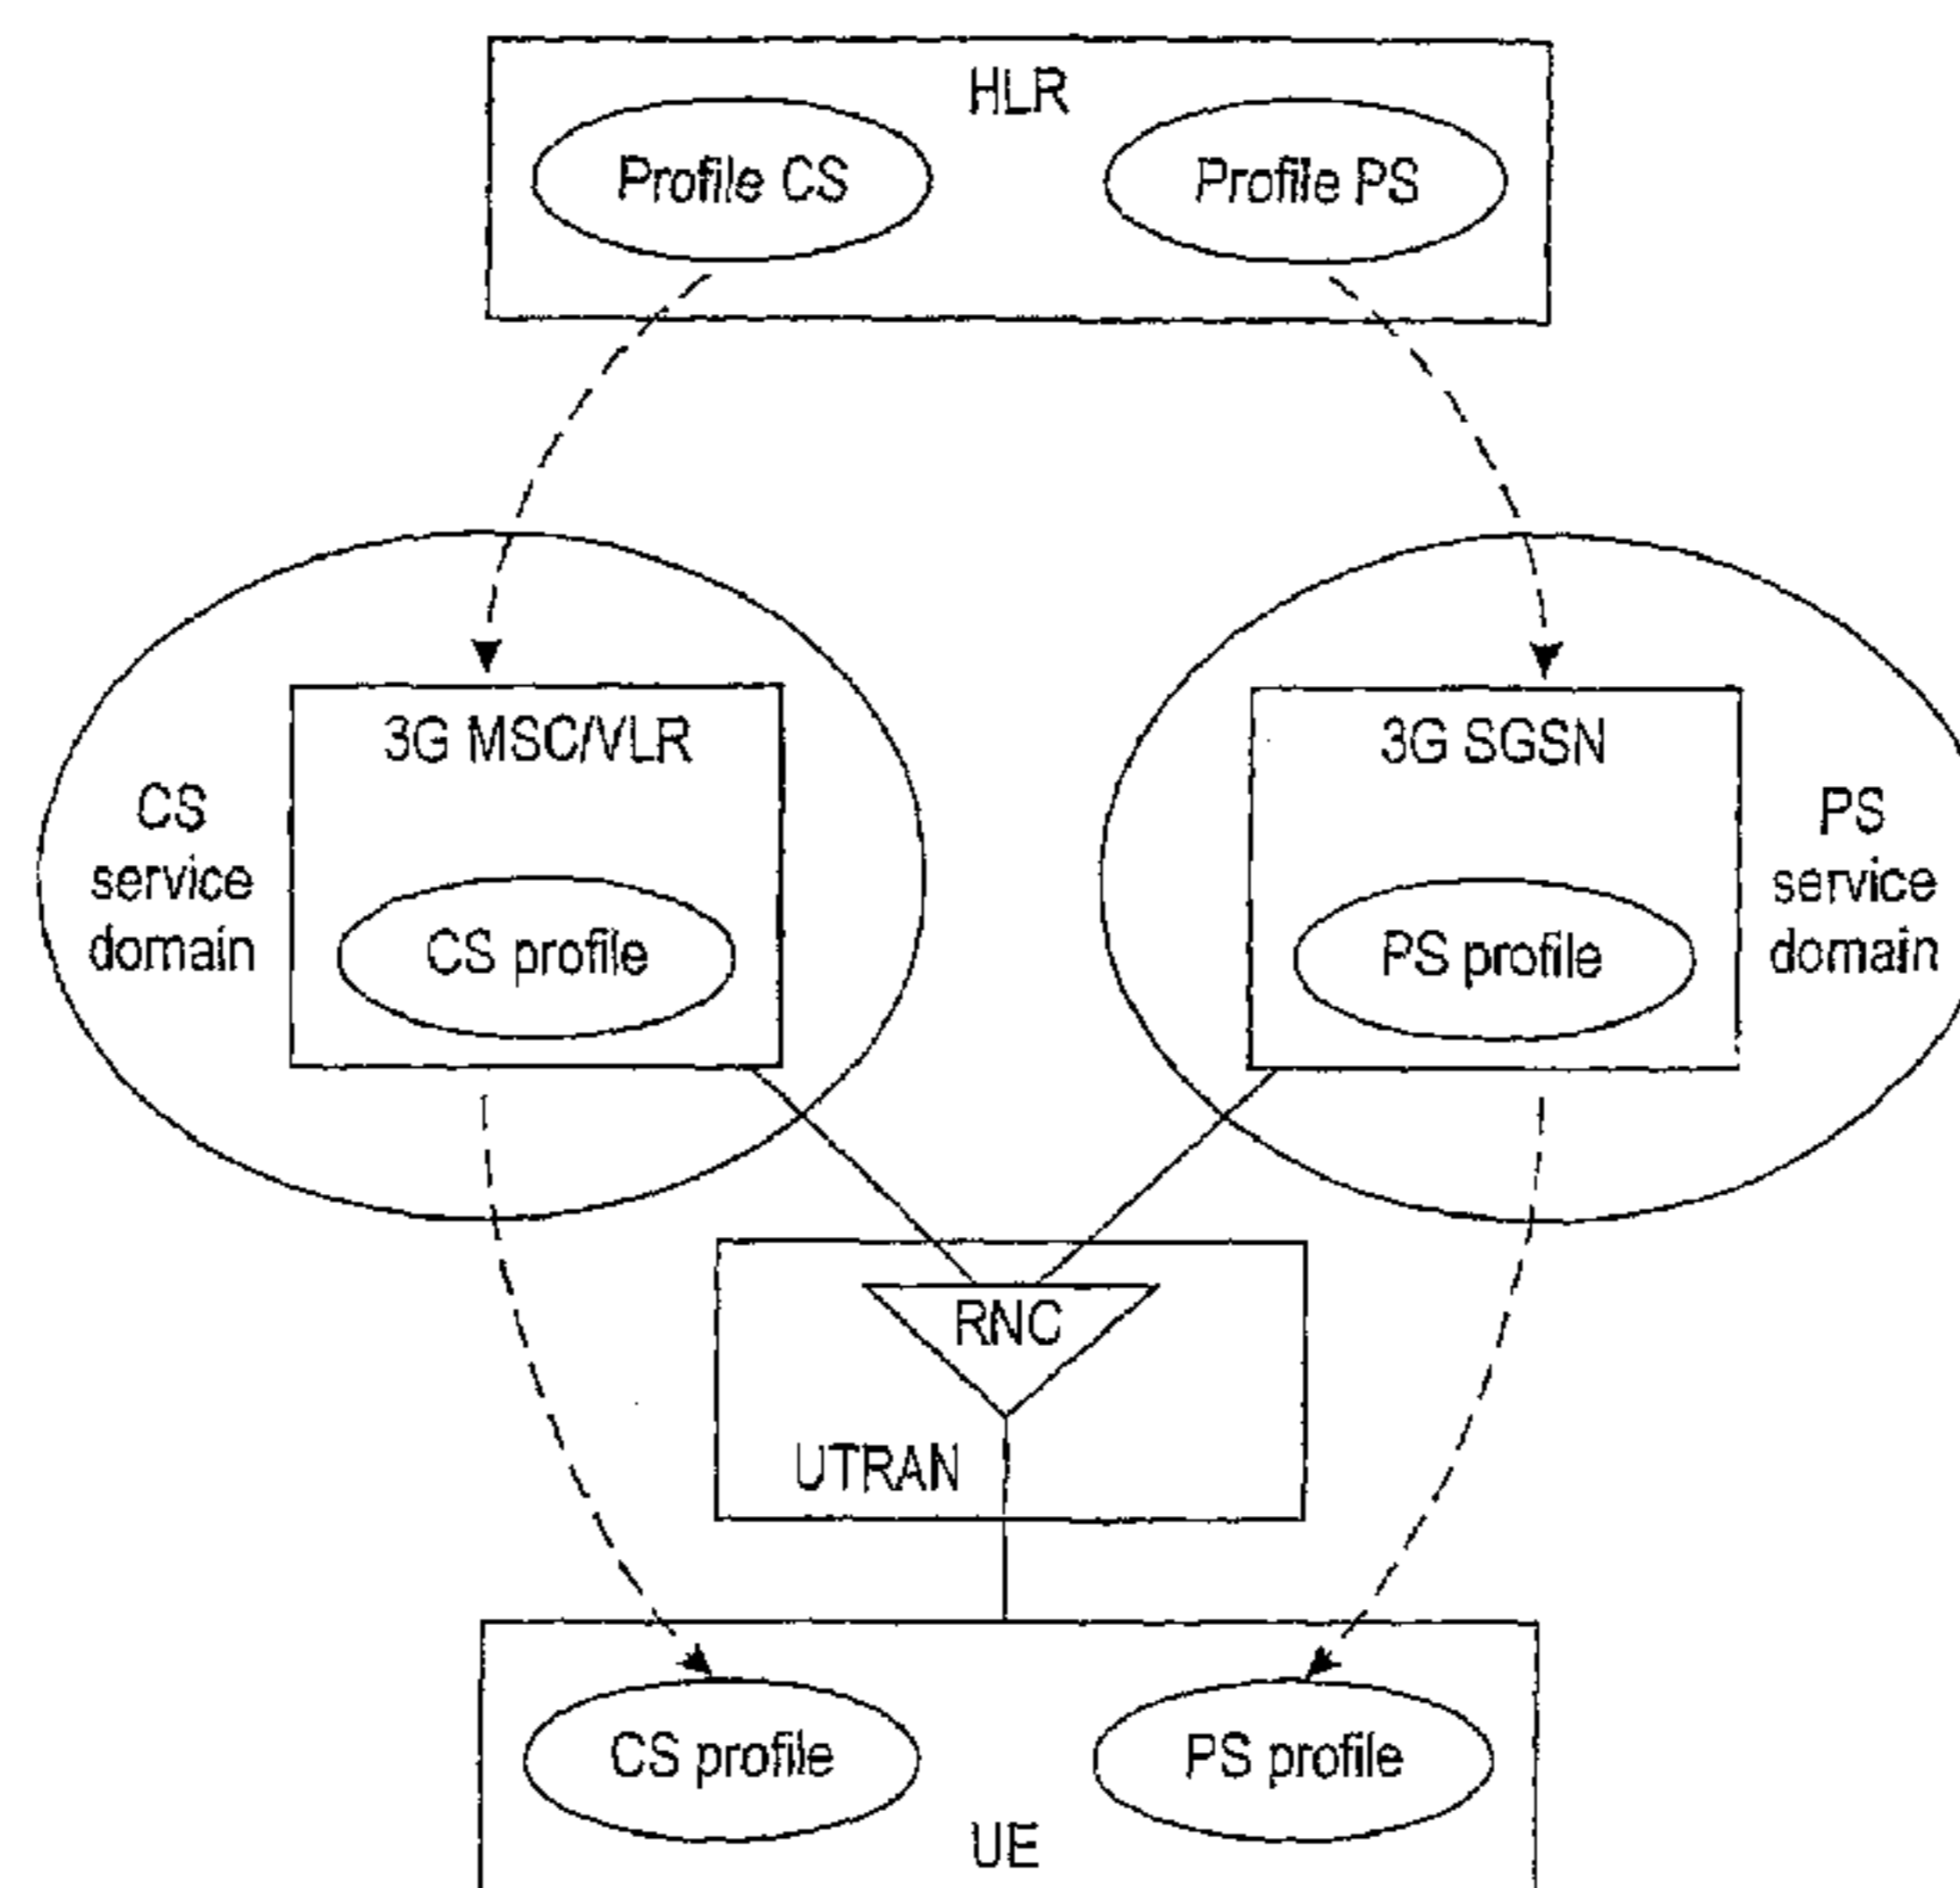 HLR
Profile CS
Profile PS
3G MSC/VLR
CS
service
domain
CS profile
3G SGSN
PS
service
domain
PS profile
RNC
UTRAN
CS profile
PS profile
UE